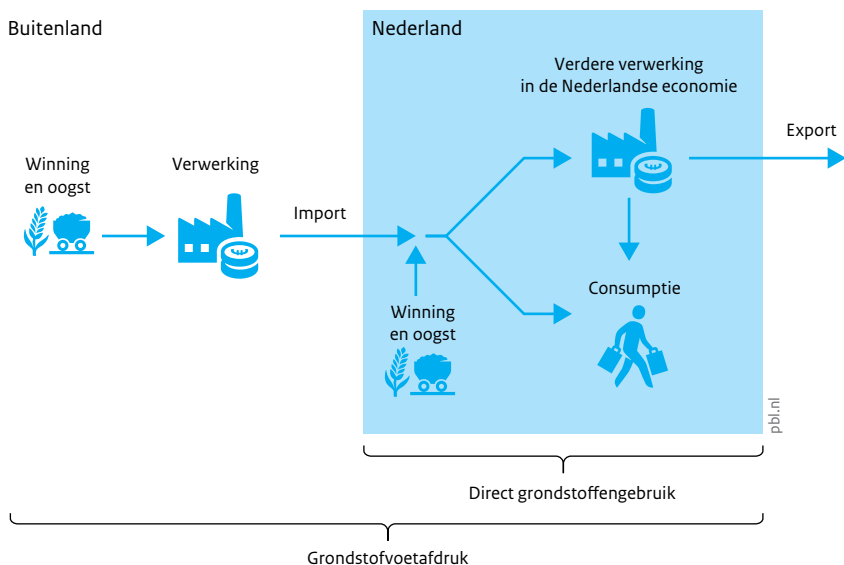 Buitenland
Nederland
Verdere verwerking
in de Nederlandse economie
Export
Winning
en oogst
Verwerking
Import
Consumptie
Winning
en oogst
pbl.nl
Direct grondstoffengebruik
Grondstofvoetafdruk